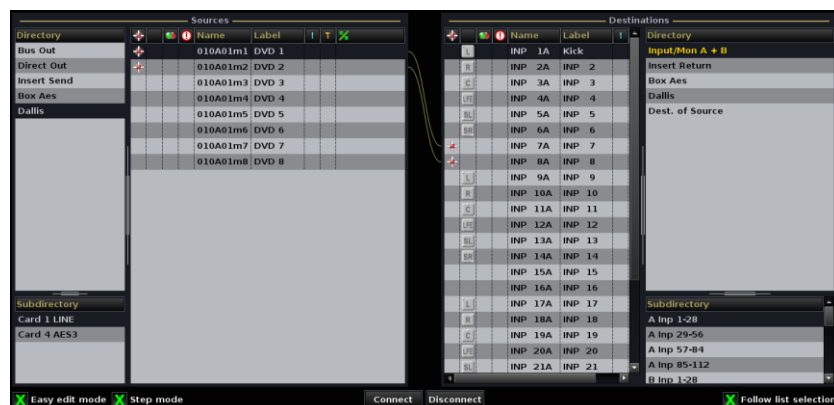 Sources
Destinations
Directory
Name Label ! T
Name Label !
Directory
Bus Out
Direct Out
Insert Send
Box Aes
Dallis
010A01m1 DVD 1
010A01m2 DVD 2
010A01m3 DVD 3
010A01m4 DVD 4
010A01m5 DVD 5
010A01m6 DVD 6
010A01m7 DVD 7
010A01m8 DVD 8
L INP 1A Kick
R INP 2A INP 2
C INP 3A INP 3
LFE INP 4A INP 4
SL INP 5A INP 5
SR INP 6A INP 6
INP 7A INP 7
INP 8A INP 8
L INP 9A INP 9
R INP 10A INP 10
C INP 11A INP 11
LFE INP 12A INP 12
SL INP 13A INP 13
SR INP 14A INP 14
INP 15A INP 15
INP 16A INP 16
L INP 17A INP 17
R INP 18A INP 18
C INP 19A INP 19
LFE INP 20A INP 20
SL INP 21A INP 21
Input/Mon A + B
Insert Return
Box Aes
Dallis
Dest. of Source
Subdirectory
Card 1 LINE
Card 4 AES3
Subdirectory
A Inp 1-28
A Inp 29-56
A Inp 57-84
A Inp 85-112
B Inp 1-28
X Easy edit mode X Step mode
Connect Disconnect
X Follow list selection